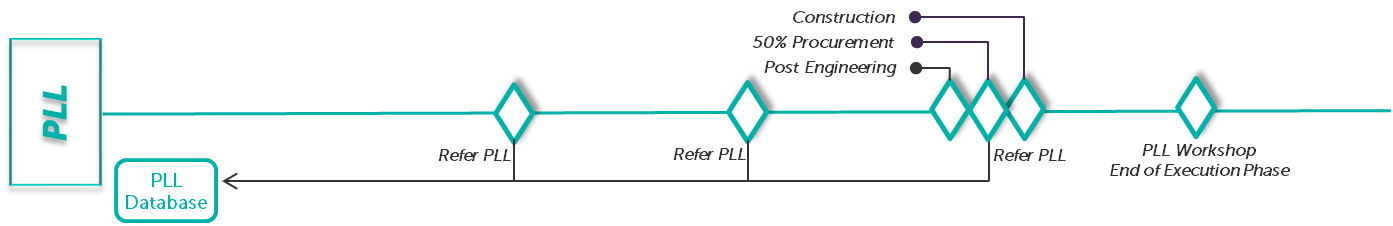 Construction
50% Procurement
Post Engineering
PLL
Refer PLL
Refer PLL
Refer PLL
PLL Workshop
End of Execution Phase
PLL
Database